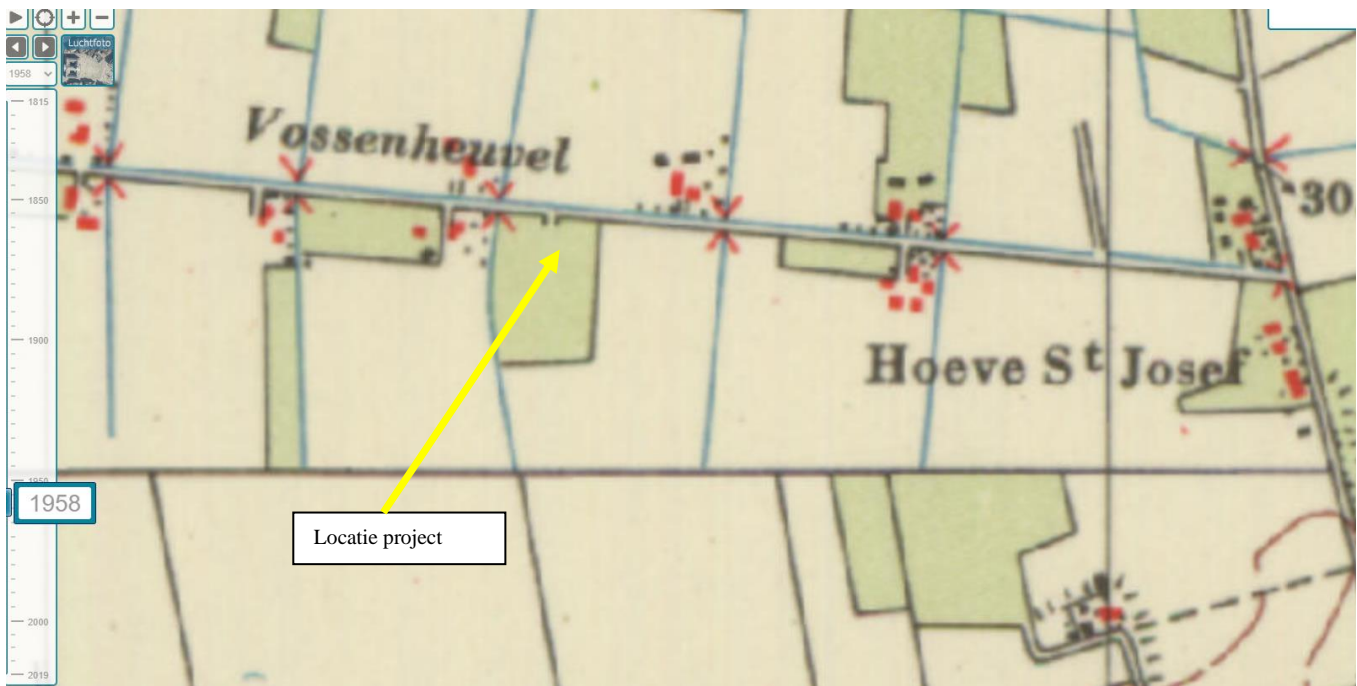 Luchtfoto
1958
1815
1850
1900
1950
1958
2000
2019
Vossenheuvel
30
Hoeve St Josef
Locatie project